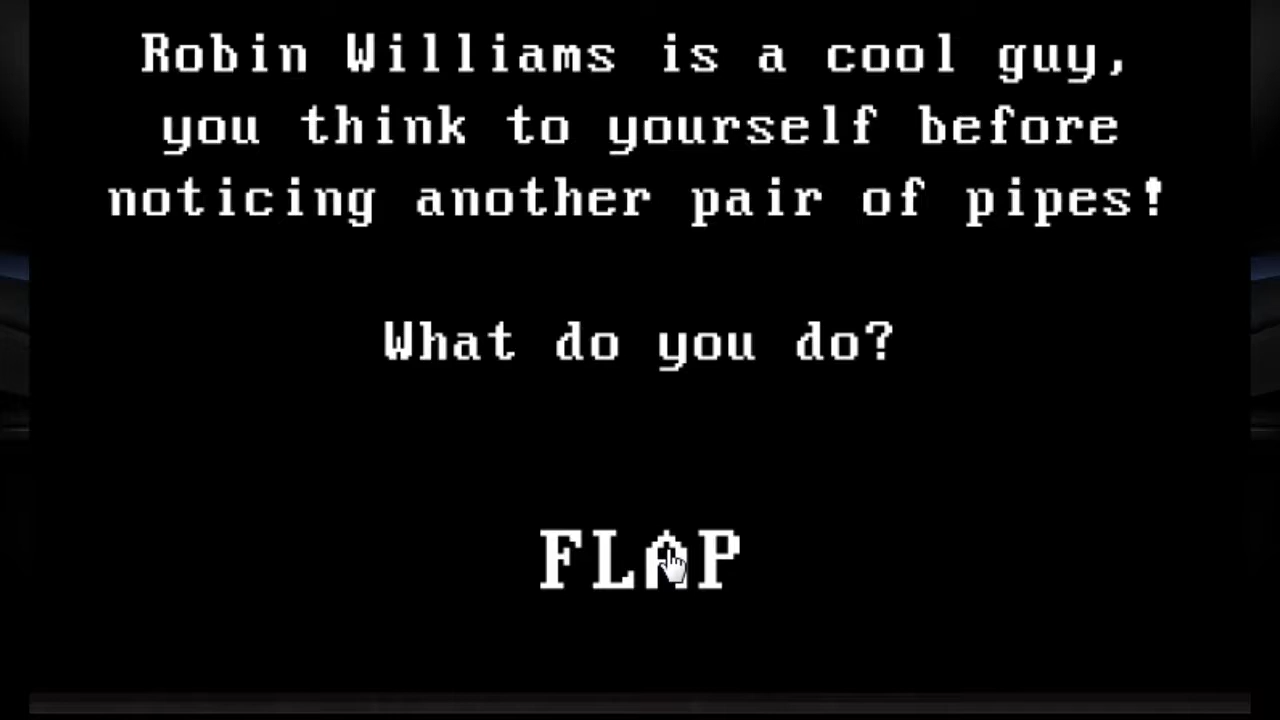 Robin Williams is a cool guy,
you think to yourself before
noticing another pair of pipes!
What do you do?
FLAP